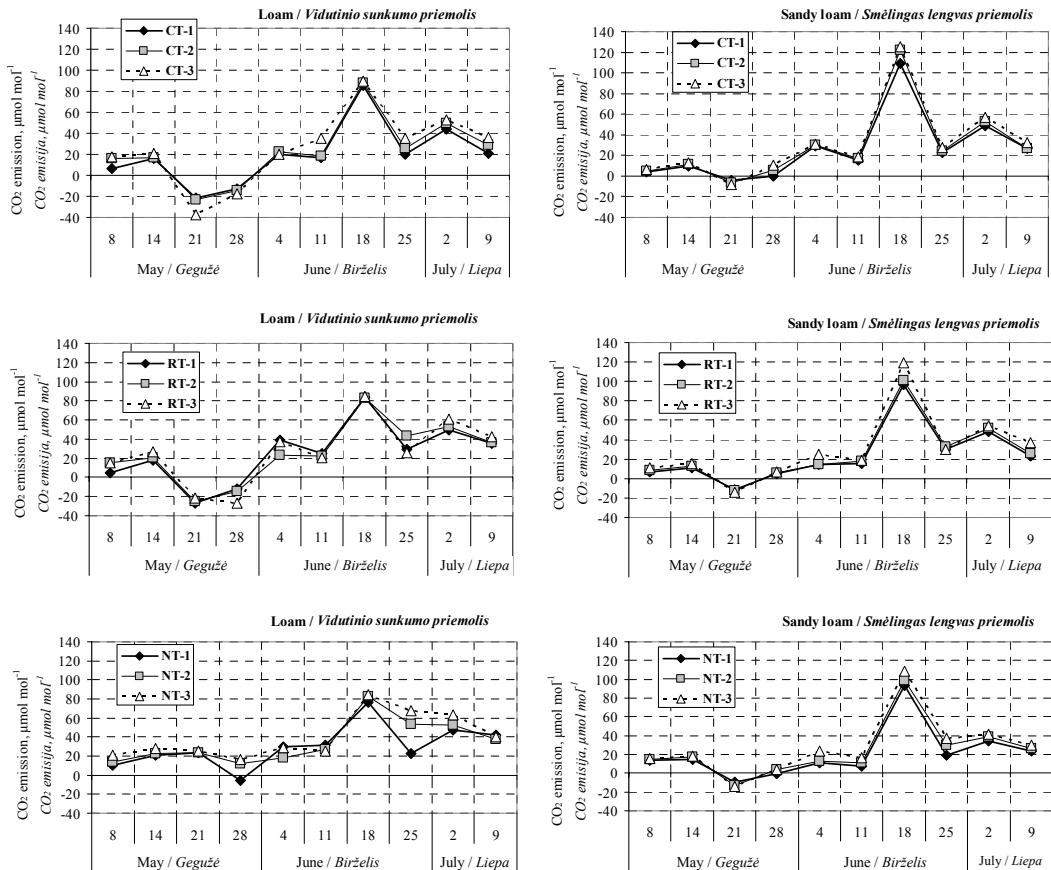 Loam / Vidutinio sunkumo priemolis
CO₂ emission, µmol mol⁻¹
CO₂ emisija, µmol mol⁻¹
140
120
100
80
60
40
20
0
-20
-40
CT-1
CT-2
CT-3
8 14 21 28 4 11 18 25 2 9
May / Gegužė June / Birželis July / Liepa
Sandy loam / Smėlingas lengvas priemolis
CO₂ emission, µmol mol⁻¹
CO₂ emisija, µmol mol⁻¹
140
120
100
80
60
40
20
0
-20
-40
CT-1
CT-2
CT-3
8 14 21 28 4 11 18 25 2 9
May / Gegužė June / Birželis July / Liepa
Loam / Vidutinio sunkumo priemolis
CO₂ emission, µmol mol⁻¹
CO₂ emisija, µmol mol⁻¹
140
120
100
80
60
40
20
0
-20
-40
RT-1
RT-2
RT-3
8 14 21 28 4 11 18 25 2 9
May / Gegužė June / Birželis July / Liepa
Sandy loam / Smėlingas lengvas priemolis
CO₂ emission, µmol mol⁻¹
CO₂ emisija, µmol mol⁻¹
140
120
100
80
60
40
20
0
-20
-40
RT-1
RT-2
RT-3
8 14 21 28 4 11 18 25 2 9
May / Gegužė June / Birželis July / Liepa
Loam / Vidutinio sunkumo priemolis
CO₂ emission, µmol mol⁻¹
CO₂ emisija, µmol mol⁻¹
140
120
100
80
60
40
20
0
-20
-40
NT-1
NT-2
NT-3
8 14 21 28 4 11 18 25 2 9
May / Gegužė June / Birželis July / Liepa
Sandy loam / Smėlingas lengvas priemolis
CO₂ emission, µmol mol⁻¹
CO₂ emisija, µmol mol⁻¹
140
120
100
80
60
40
20
0
-20
-40
NT-1
NT-2
NT-3
8 14 21 28 4 11 18 25 2 9
May / Gegužė June / Birželis July / Liepa